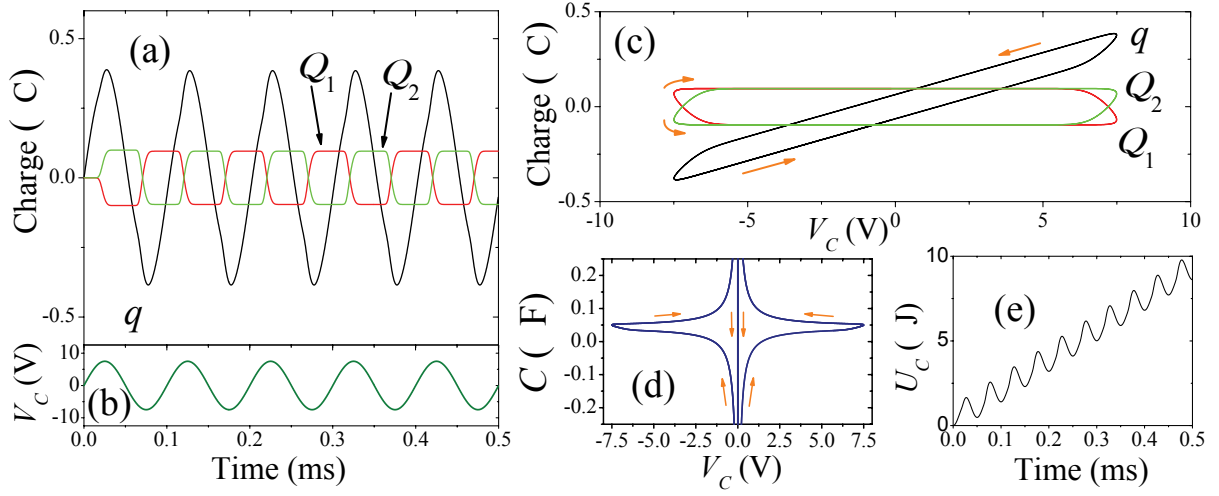 (a)
Charge ( C)
0.5
0.0
-0.5
Q1
Q2
q
(b)
V_C (V)
10
0
-10
0.0 0.1 0.2 0.3 0.4 0.5
Time (ms)
(c)
Charge ( C)
0.5
0.0
-0.5
q
Q2
Q1
-10 -5 0 5 10
V_C (V)
(d)
C ( F)
0.2
0.1
0.0
-0.1
-0.2
-7.5 -5.0 -2.5 0.0 2.5 5.0 7.5
V_C (V)
(e)
U_C ( J)
10
5
0
0.0 0.1 0.2 0.3 0.4 0.5
Time (ms)